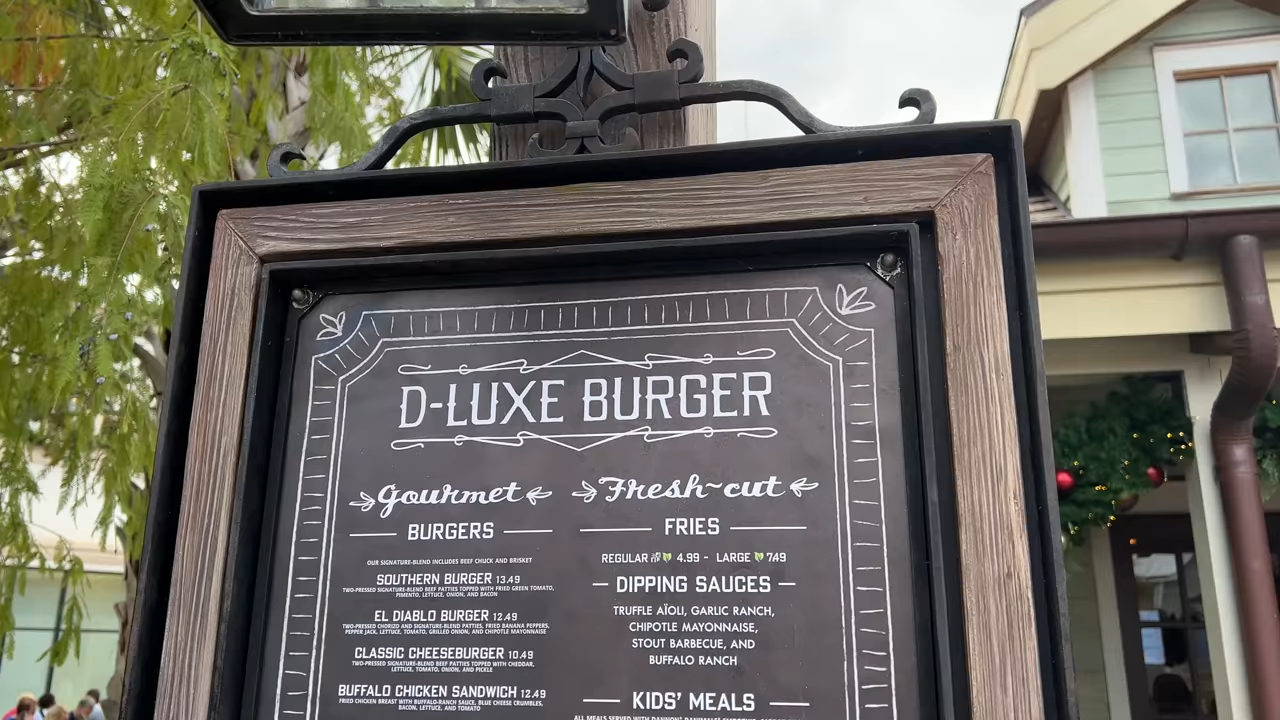 D-LUXE BURGER
Gourmet
BURGERS
OUR SIGNATURE-BLEND INCLUDES BEEF CHUCK AND BRISKET
SOUTHERN BURGER 13.49
TWO-PRESSED SIGNATURE-BLEND BEEF PATTIES TOPPED WITH FRIED GREEN TOMATO,
PIMENTO, LETTUCE, ONION, AND BACON
EL DIABLO BURGER 12.49
TWO-PRESSED CHORIZO AND SIGNATURE-BLEND PATTIES, FRIED BANANA PEPPERS,
PEPPER JACK, LETTUCE, TOMATO, GRILLED ONION, AND CHIPOTLE MAYONNAISE
CLASSIC CHEESEBURGER 10.49
TWO-PRESSED SIGNATURE-BLEND BEEF PATTIES TOPPED WITH CHEDDAR,
LETTUCE, TOMATO, ONION, AND PICKLE
BUFFALO CHICKEN SANDWICH 12.49
FRIED CHICKEN BREAST WITH BUFFALO-RANCH SAUCE, BLUE CHEESE CRUMBLES,
BACON, LETTUCE, AND TOMATO
Fresh~cut
FRIES
REGULAR 4.99 - LARGE 7.49
DIPPING SAUCES
TRUFFLE AÏOLI, GARLIC RANCH,
CHIPOTLE MAYONNAISE,
STOUT BARBECUE, AND
BUFFALO RANCH
KIDS' MEALS
ALL MEALS SERVED WITH DANNON